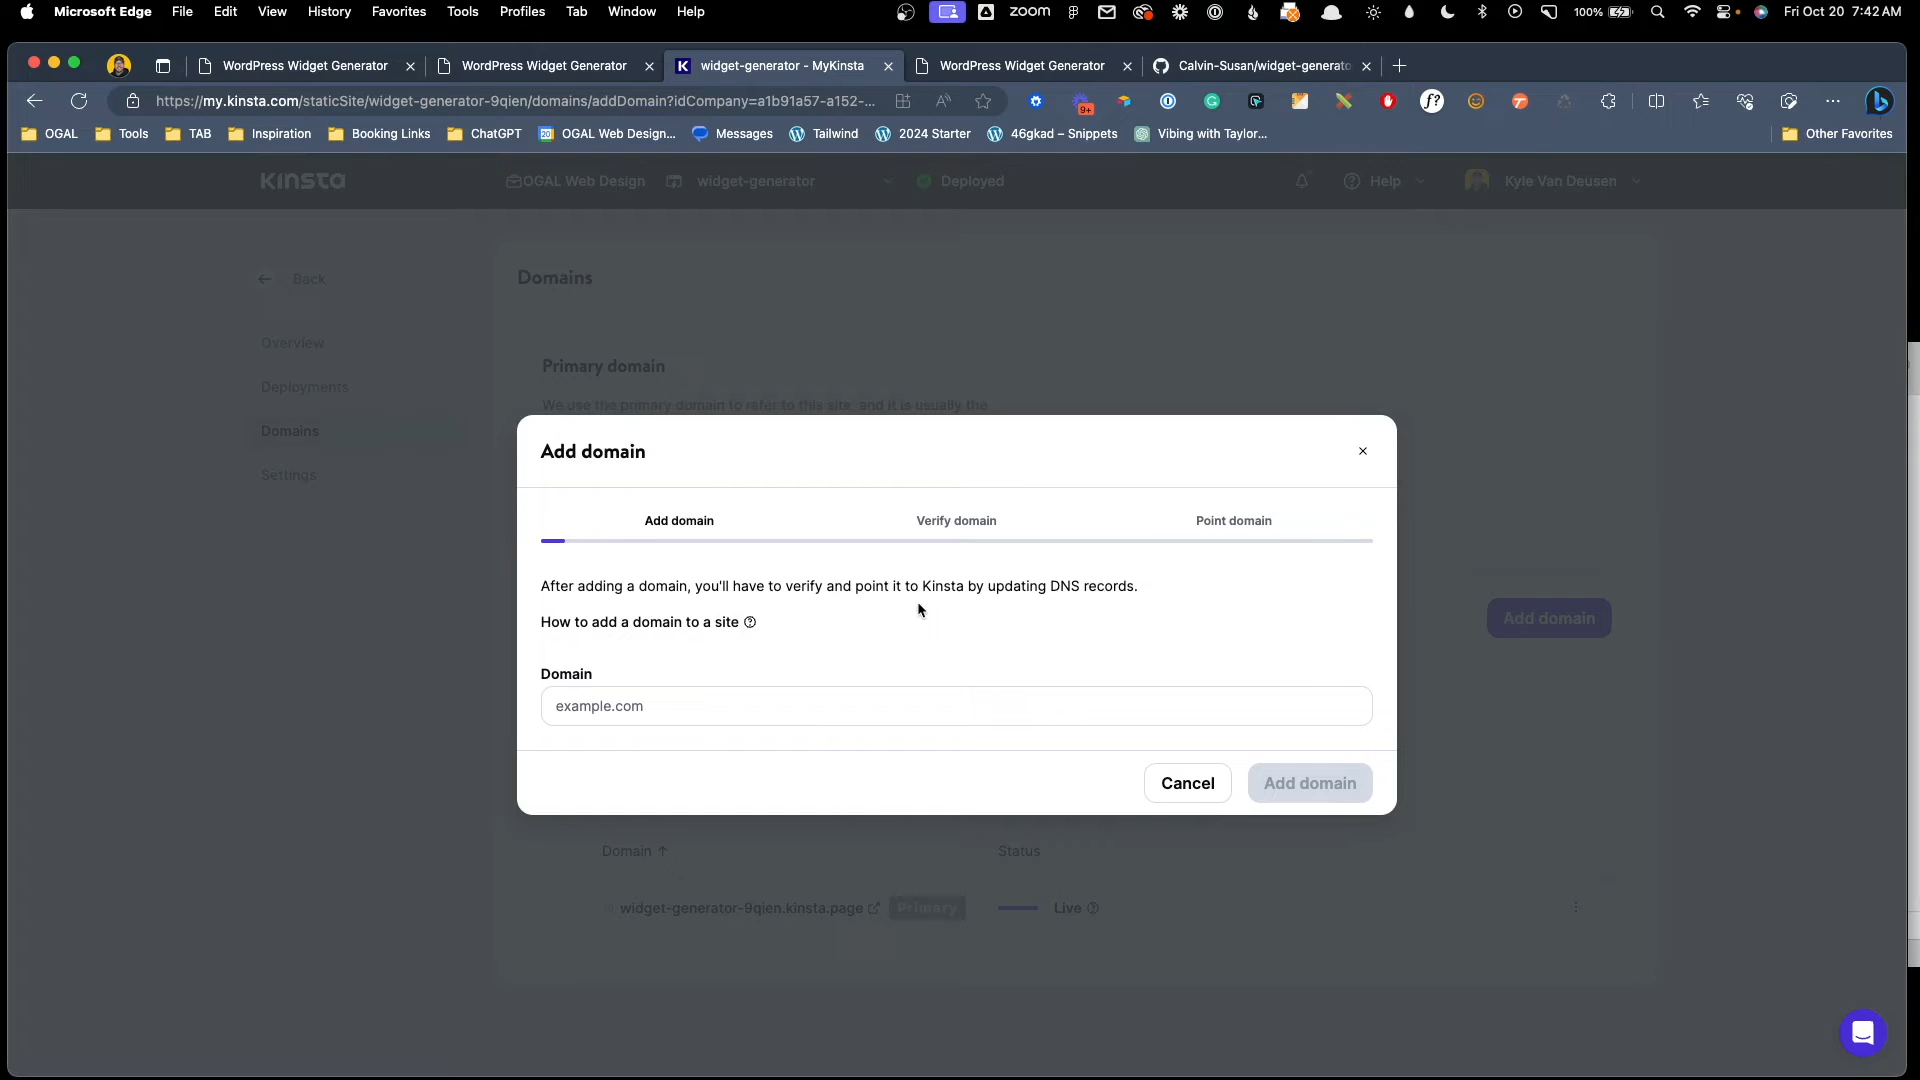 Microsoft Edge File Edit View History Favorites Tools Profiles Tab Window Help zoom 100% Fri Oct 20 7:42 AM
WordPress Widget Generator WordPress Widget Generator widget-generator - MyKinsta WordPress Widget Generator Calvin-Susan/widget-generato
https://my.kinsta.com/staticSite/widget-generator-9qien/domains/addDomain?idCompany=a1b91a57-a152-... 9+ f?
OGAL Tools TAB Inspiration Booking Links ChatGPT 20 OGAL Web Design... Messages Tailwind 2024 Starter 46gkad – Snippets Vibing with Taylor... Other Favorites
KINSTA OGAL Web Design widget-generator Deployed Help Kyle Van Deusen
Back
Overview
Deployments
Domains
Settings
Domains
Primary domain
We use the primary domain to refer to this site, and it is usually the
Add domain
Add domain Verify domain Point domain
After adding a domain, you'll have to verify and point it to Kinsta by updating DNS records.
How to add a domain to a site
Domain
example.com
Cancel Add domain
Add domain
Domain ↑ Status
widget-generator-9qien.kinsta.page Primary Live